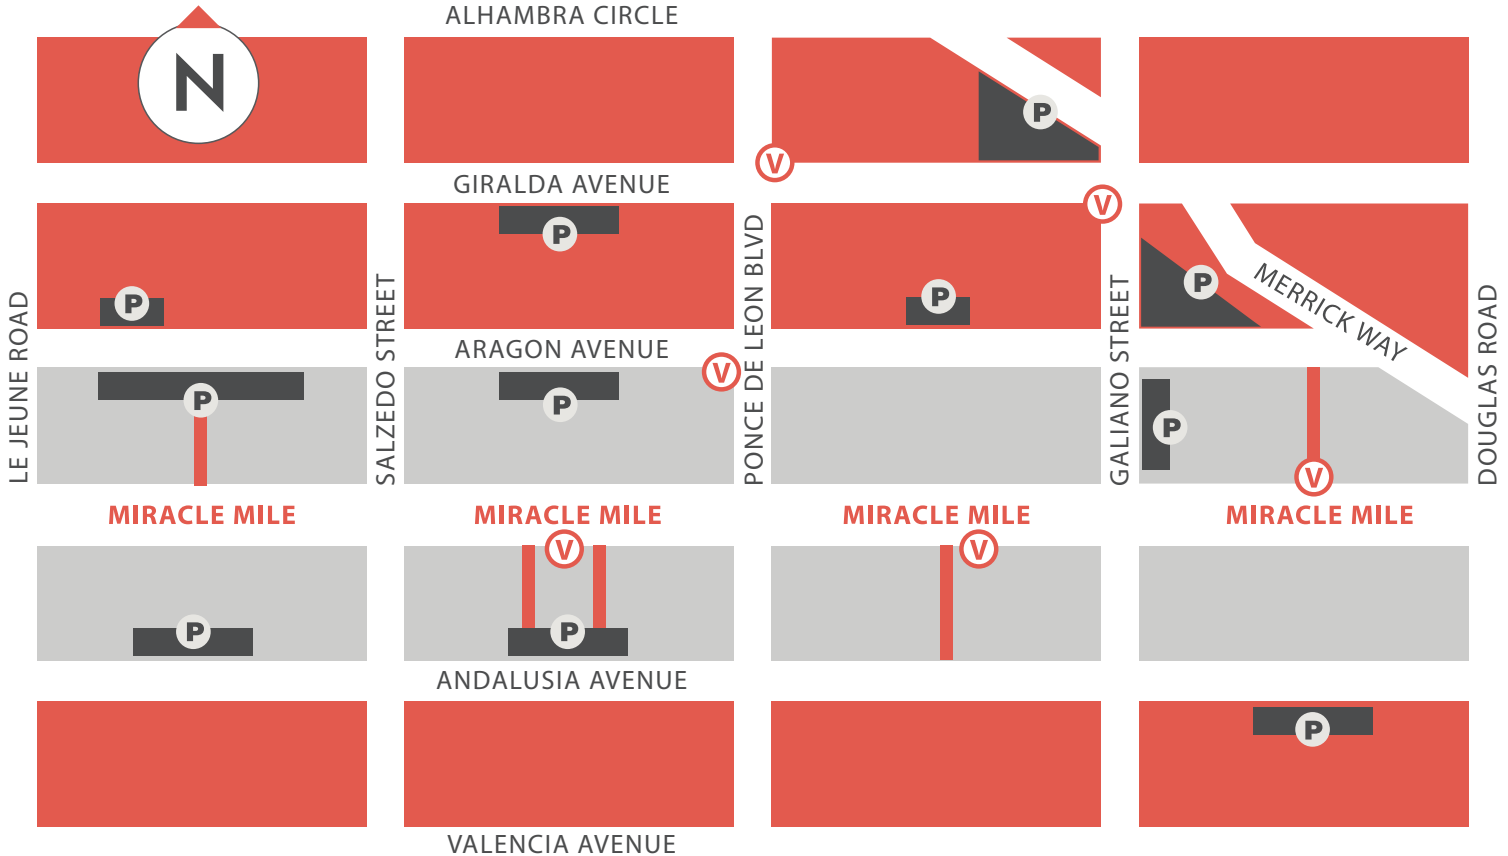 ALHAMBRA CIRCLE
N
P
V
GIRALDA AVENUE
V
P
P
P
P
MERRICK WAY
LE JEUNE ROAD
SALZEDO STREET
PONCE DE LEON BLVD
GALIANO STREET
DOUGLAS ROAD
ARAGON AVENUE
V
P
P
P
V
MIRACLE MILE
MIRACLE MILE
MIRACLE MILE
MIRACLE MILE
V
V
P
P
ANDALUSIA AVENUE
P
VALENCIA AVENUE